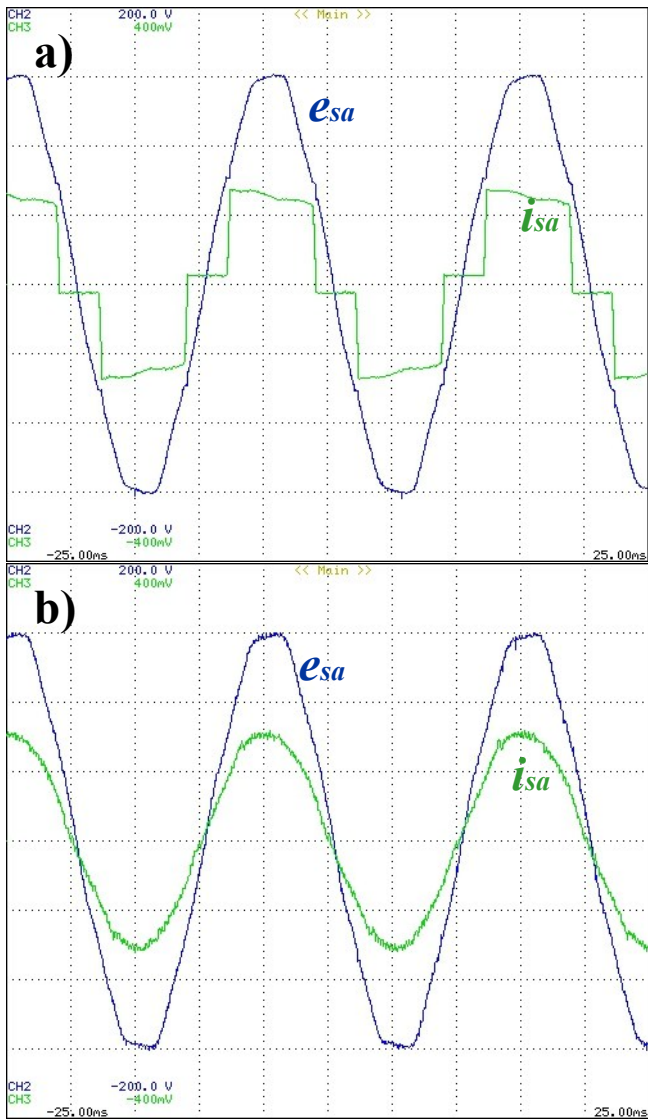 CH2 200.0 V << Main >>
CH3 400mV
a)
esa
isa
CH2 -200.0 V
CH3 -400mV
-25.00ms 25.00ms
CH2 200.0 V << Main >>
CH3 400mV
b)
esa
isa
CH2 -200.0 V
CH3 -400mV
-25.00ms 25.00ms